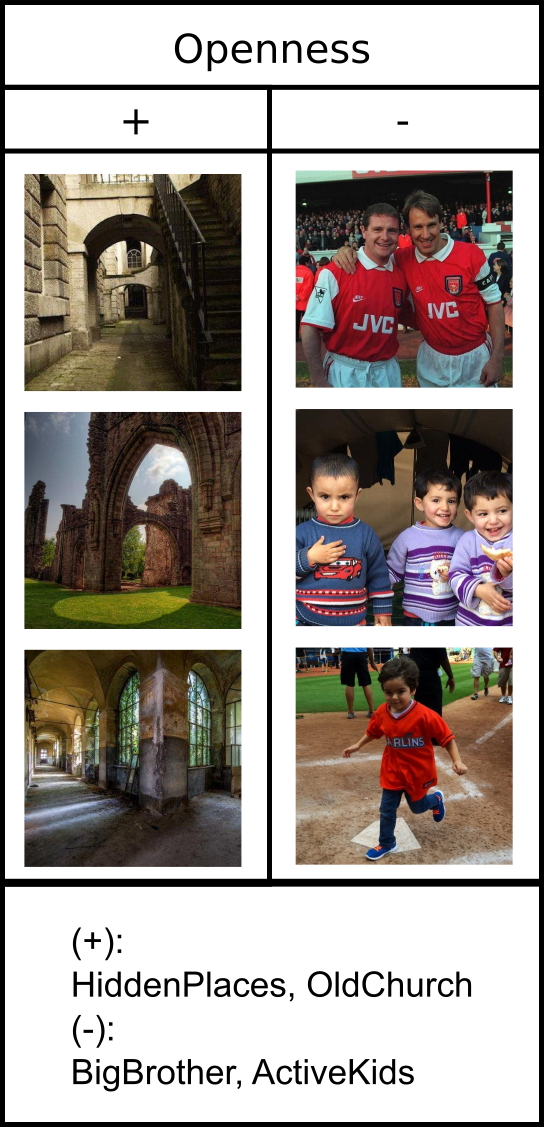 Openness
+
-
JVC
JVC
ARLINS
(+):
HiddenPlaces, OldChurch
(-):
BigBrother, ActiveKids